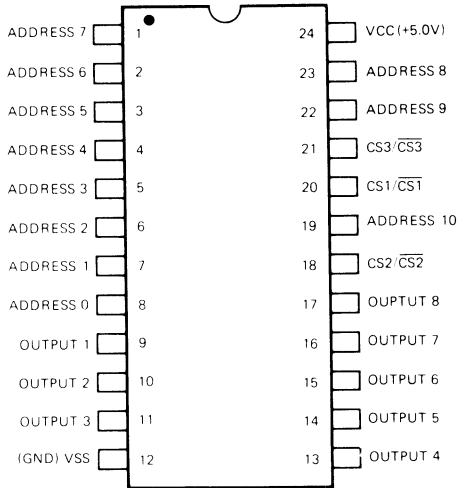 ADDRESS 7 1 24 VCC (+5.0V)
ADDRESS 6 2 23 ADDRESS 8
ADDRESS 5 3 22 ADDRESS 9
ADDRESS 4 4 21 CS3/C̅S̅3̅
ADDRESS 3 5 20 CS1/C̅S̅1̅
ADDRESS 2 6 19 ADDRESS 10
ADDRESS 1 7 18 CS2/C̅S̅2̅
ADDRESS 0 8 17 OUPTUT 8
OUTPUT 1 9 16 OUTPUT 7
OUTPUT 2 10 15 OUTPUT 6
OUTPUT 3 11 14 OUTPUT 5
(GND) VSS 12 13 OUTPUT 4